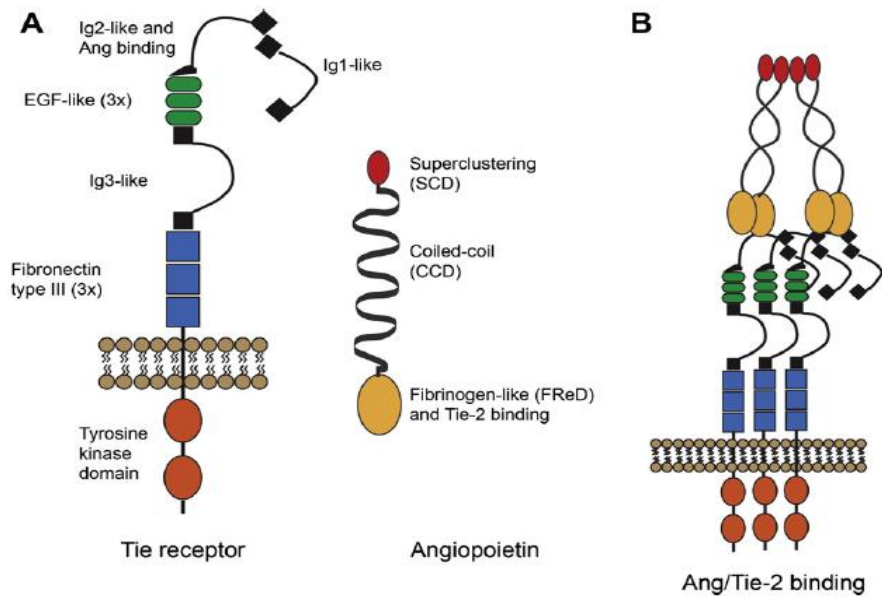 A
Ig2-like and
Ang binding
Ig1-like
EGF-like (3x)
Ig3-like
Fibronectin
type III (3x)
Tyrosine
kinase
domain
Tie receptor
Superclustering
(SCD)
Coiled-coil
(CCD)
Fibrinogen-like (FReD)
and Tie-2 binding
Angiopoietin
B
Ang/Tie-2 binding